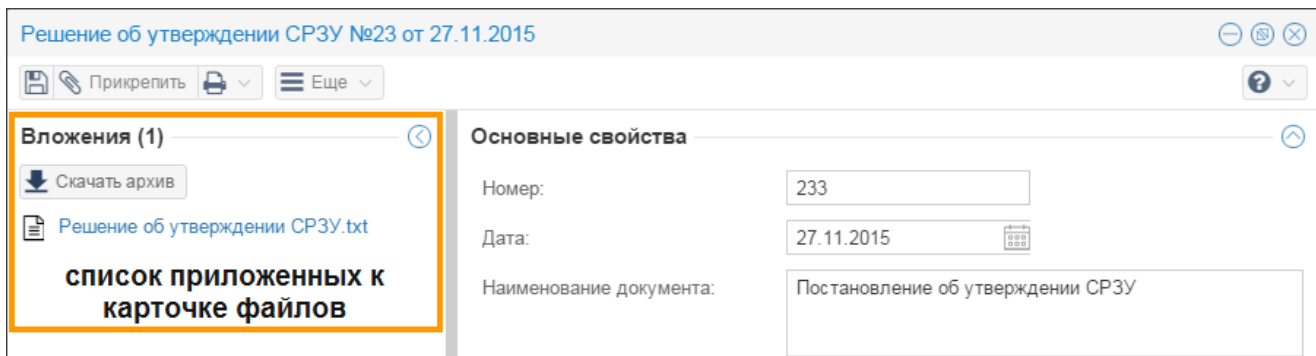 Решение об утверждении СРЗУ №23 от 27.11.2015
Прикрепить Еще
Вложения (1)
Скачать архив
Решение об утверждении СРЗУ.txt
список приложенных к
карточке файлов
Основные свойства
Номер: 233
Дата: 27.11.2015
Наименование документа: Постановление об утверждении СРЗУ